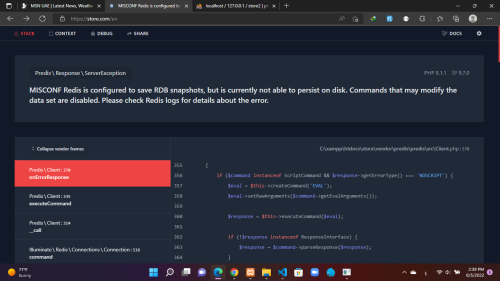 MSN UAE | Latest News, Weathe
MISCONF Redis is configured to
localhost / 127.0.0.1 / store2 | ph
https://store.com/en
STACK
CONTEXT
DEBUG
SHARE
DOCS
Predis \ Response \ ServerException
PHP 8.1.1
9.7.0
MISCONF Redis is configured to save RDB snapshots, but is currently not able to persist on disk. Commands that may modify the
data set are disabled. Please check Redis logs for details about the error.
Collapse vendor frames
C:\xampp\htdocs\store\vendor\predis\predis\src\Client.php : 370
Predis \ Client : 370
onErrorResponse
Predis \ Client : 335
executeCommand
Predis \ Client : 314
__call
Illuminate \ Redis \ Connections \ Connection : 116
command
355 {
356 if ($command instanceof ScriptCommand && $response->getErrorType() === 'NOSCRIPT') {
357 $eval = $this->createCommand('EVAL');
358 $eval->setRawArguments($command->getEvalArguments());
359
360 $response = $this->executeCommand($eval);
361
362 if (!$response instanceof ResponseInterface) {
363 $response = $command->parseResponse($response);
364 }
77°F
Sunny
2:39 PM
6/5/2022